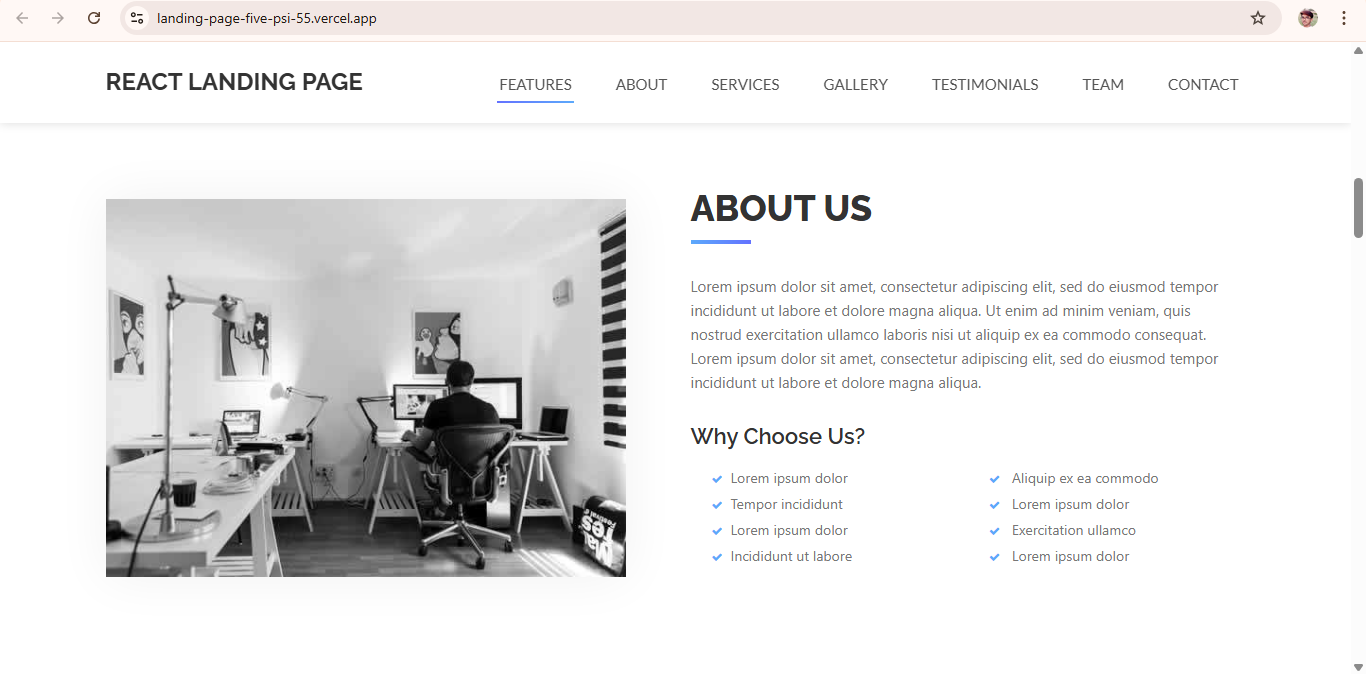 landing-page-five-psi-55.vercel.app
REACT LANDING PAGE
FEATURES ABOUT SERVICES GALLERY TESTIMONIALS TEAM CONTACT
ABOUT US
Lorem ipsum dolor sit amet, consectetur adipiscing elit, sed do eiusmod tempor
incididunt ut labore et dolore magna aliqua. Ut enim ad minim veniam, quis
nostrud exercitation ullamco laboris nisi ut aliquip ex ea commodo consequat.
Lorem ipsum dolor sit amet, consectetur adipiscing elit, sed do eiusmod tempor
incididunt ut labore et dolore magna aliqua.
Why Choose Us?
Lorem ipsum dolor
Tempor incididunt
Lorem ipsum dolor
Incididunt ut labore
Aliquip ex ea commodo
Lorem ipsum dolor
Exercitation ullamco
Lorem ipsum dolor